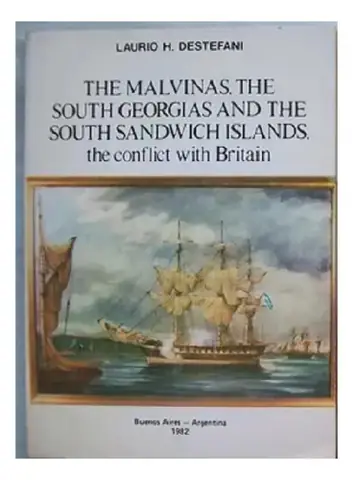 LAURIO H. DESTEFANI
THE MALVINAS, THE
SOUTH GEORGIAS AND THE
SOUTH SANDWICH ISLANDS,
the conflict with Britain
Buenos Aires — Argentina
1982